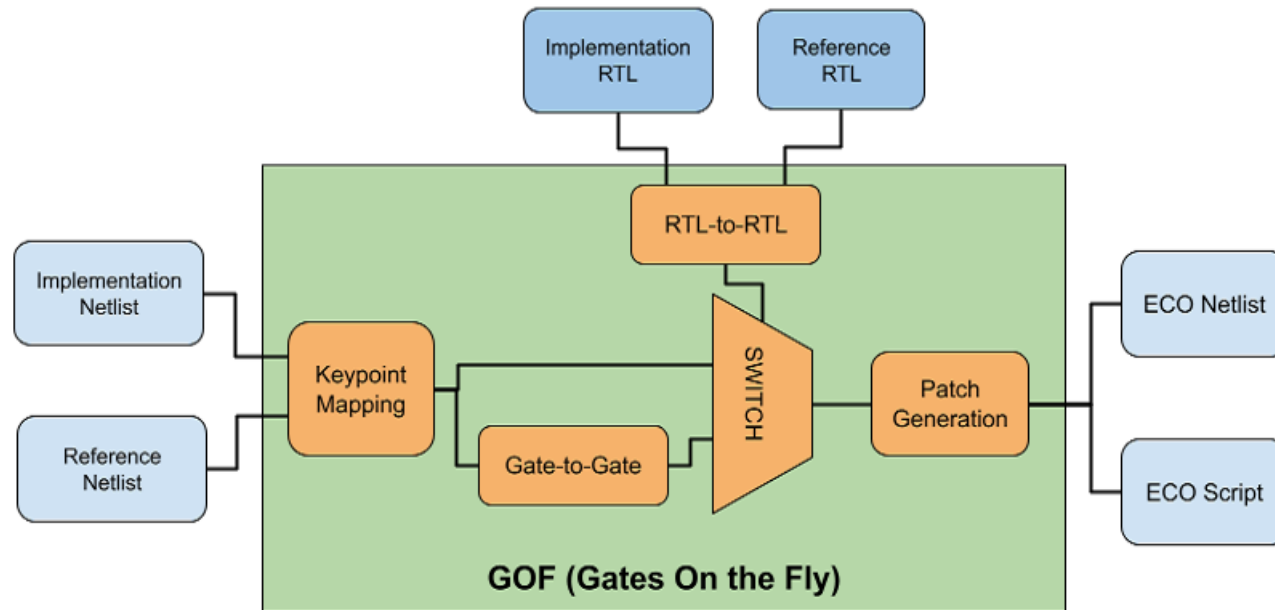 Implementation
RTL
Reference
RTL
RTL-to-RTL
Implementation
Netlist
Reference
Netlist
Keypoint
Mapping
Gate-to-Gate
SWITCH
Patch
Generation
ECO Netlist
ECO Script
GOF (Gates On the Fly)